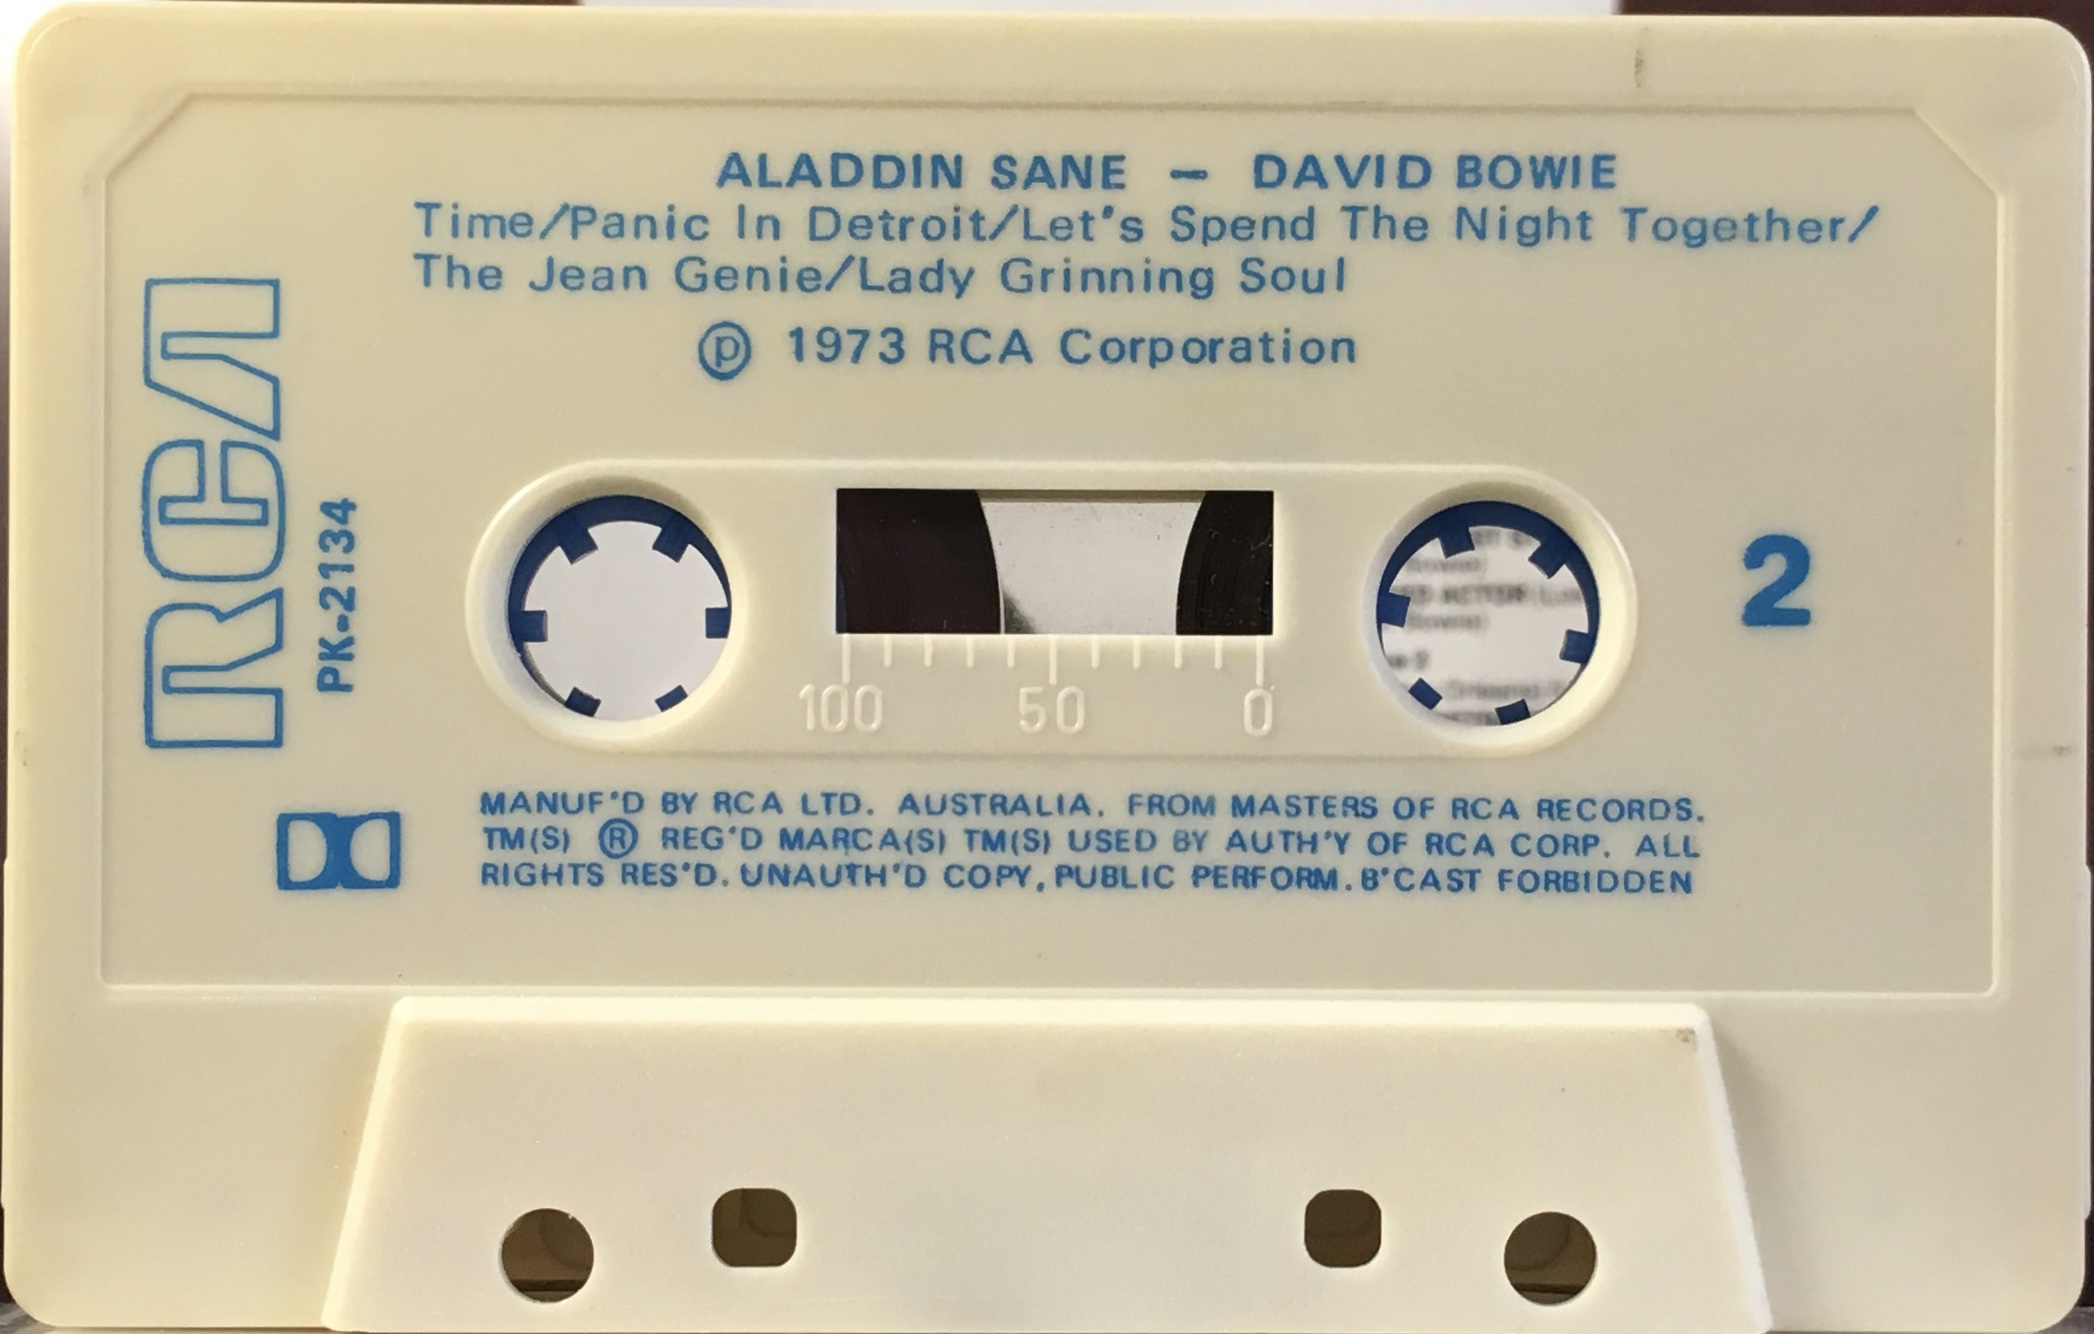 ALADDIN SANE — DAVID BOWIE
Time/Panic In Detroit/Let's Spend The Night Together/
The Jean Genie/Lady Grinning Soul
Ⓟ 1973 RCA Corporation
RCA
PK-2134
2
100 50 0
MANUF'D BY RCA LTD. AUSTRALIA. FROM MASTERS OF RCA RECORDS.
TM(S) ® REG'D MARCA(S) TM(S) USED BY AUTH'Y OF RCA CORP. ALL
RIGHTS RES'D. UNAUTH'D COPY, PUBLIC PERFORM. B'CAST FORBIDDEN